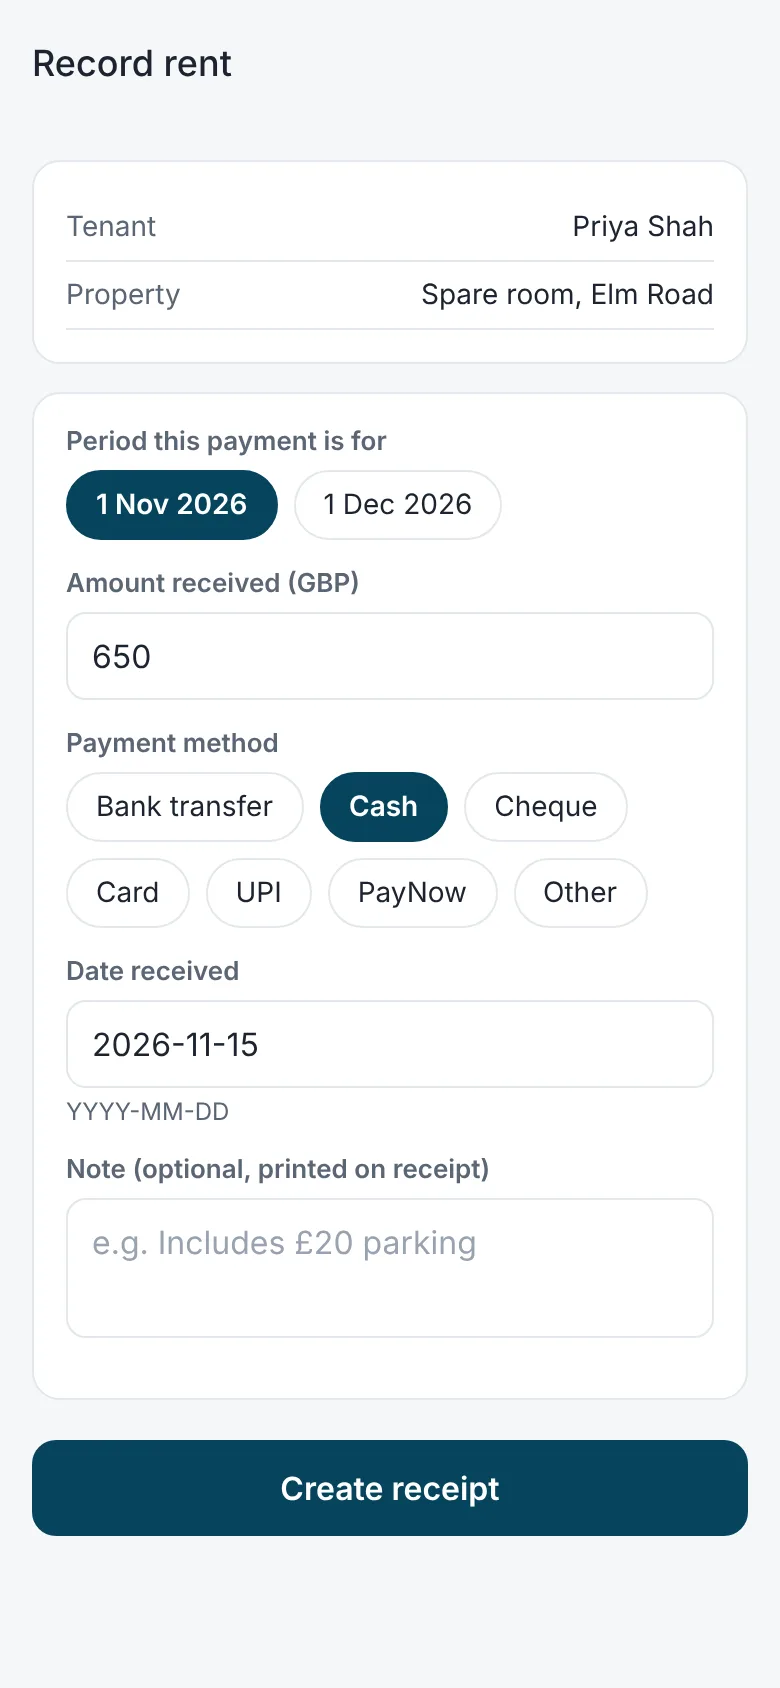 Record rent
Tenant Priya Shah
Property Spare room, Elm Road
Period this payment is for
1 Nov 2026 1 Dec 2026
Amount received (GBP)
650
Payment method
Bank transfer Cash Cheque
Card UPI PayNow Other
Date received
2026-11-15
YYYY-MM-DD
Note (optional, printed on receipt)
e.g. Includes £20 parking
Create receipt